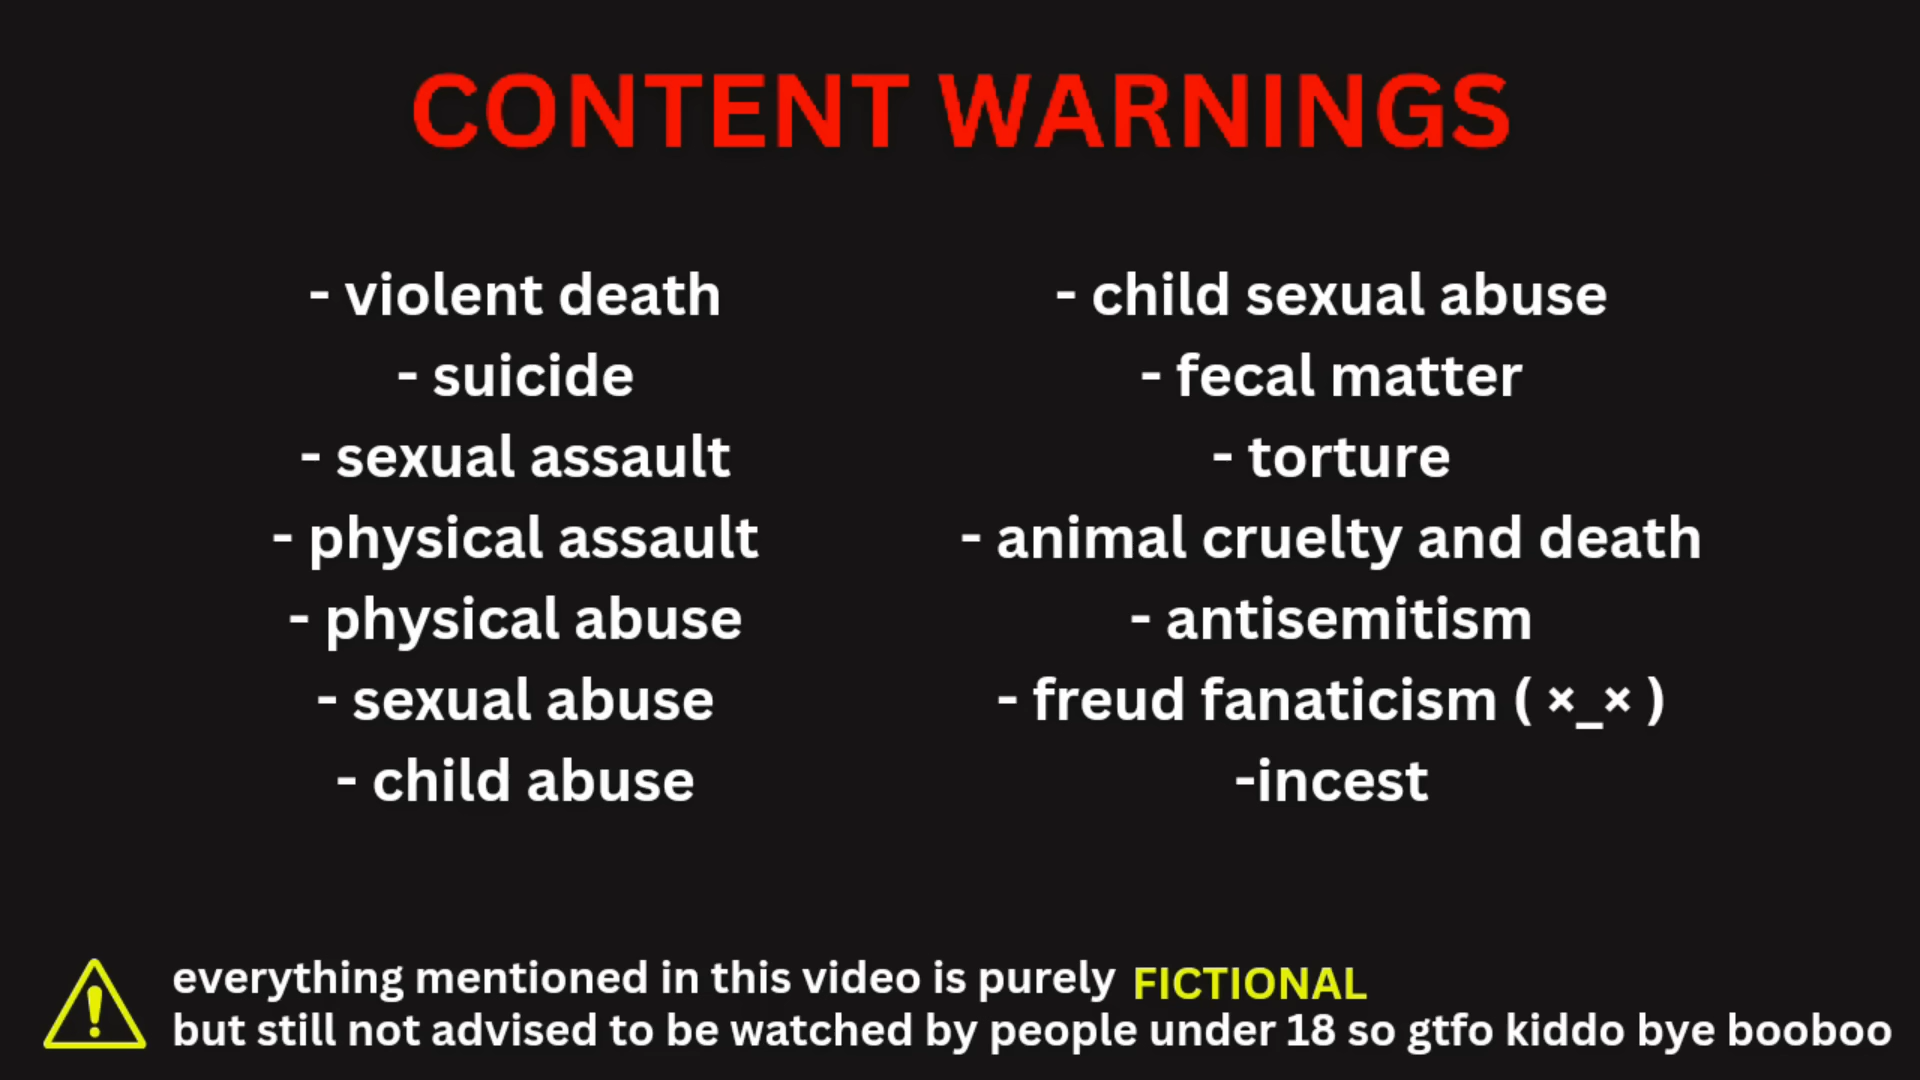 CONTENT WARNINGS
- violent death
- suicide
- sexual assault
- physical assault
- physical abuse
- sexual abuse
- child abuse
- child sexual abuse
- fecal matter
- torture
- animal cruelty and death
- antisemitism
- freud fanaticism ( ×_× )
-incest
everything mentioned in this video is purely FICTIONAL
but still not advised to be watched by people under 18 so gtfo kiddo bye booboo